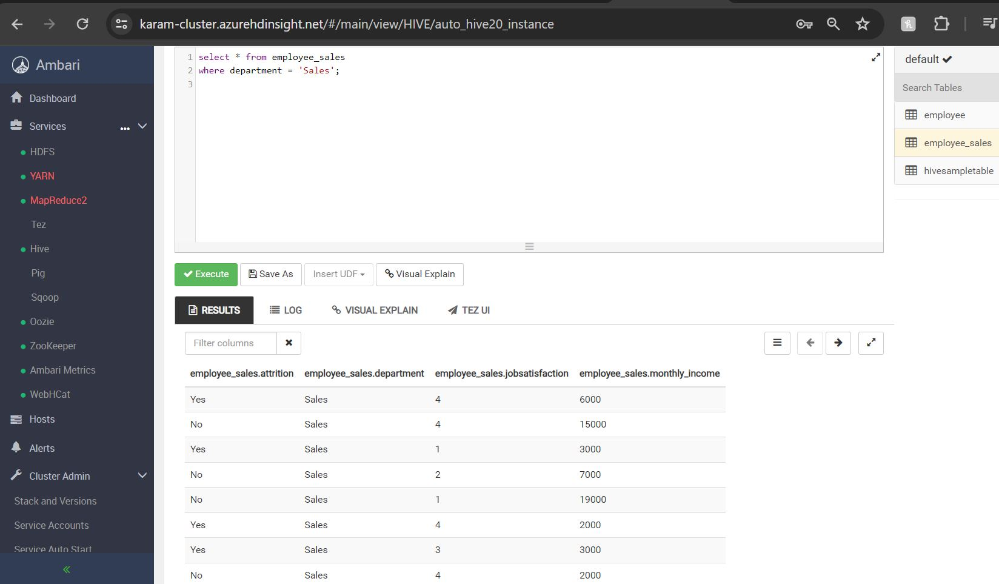 karam-cluster.azurehdinsight.net/#/main/view/HIVE/auto_hive20_instance
Ambari
Dashboard
Services
HDFS
YARN
MapReduce2
Tez
Hive
Pig
Sqoop
Oozie
ZooKeeper
Ambari Metrics
WebHCat
Hosts
Alerts
Cluster Admin
Stack and Versions
Service Accounts
Service Auto Start
1 select * from employee_sales
2 where department = 'Sales';
3
Execute Save As Insert UDF Visual Explain
RESULTS LOG VISUAL EXPLAIN TEZ UI
Filter columns
employee_sales.attrition employee_sales.department employee_sales.jobsatisfaction employee_sales.monthly_income
Yes Sales 4 6000
No Sales 4 15000
Yes Sales 1 3000
No Sales 2 7000
No Sales 1 19000
Yes Sales 4 2000
Yes Sales 3 3000
No Sales 4 2000
default
Search Tables
employee
employee_sales
hivesampletable